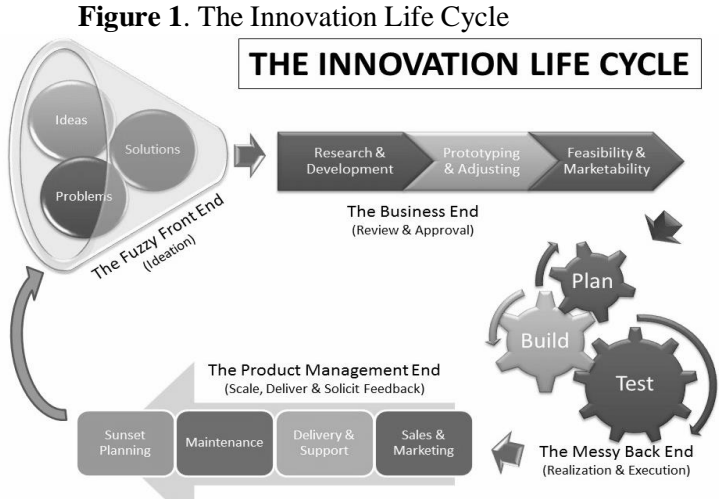 Figure 1. The Innovation Life Cycle
THE INNOVATION LIFE CYCLE
Ideas
Solutions
Problems
The Fuzzy Front End
(Ideation)
Research &
Development
Prototyping
& Adjusting
Feasibility &
Marketability
The Business End
(Review & Approval)
Plan
Build
Test
The Messy Back End
(Realization & Execution)
The Product Management End
(Scale, Deliver & Solicit Feedback)
Sunset
Planning
Maintenance
Delivery &
Support
Sales &
Marketing